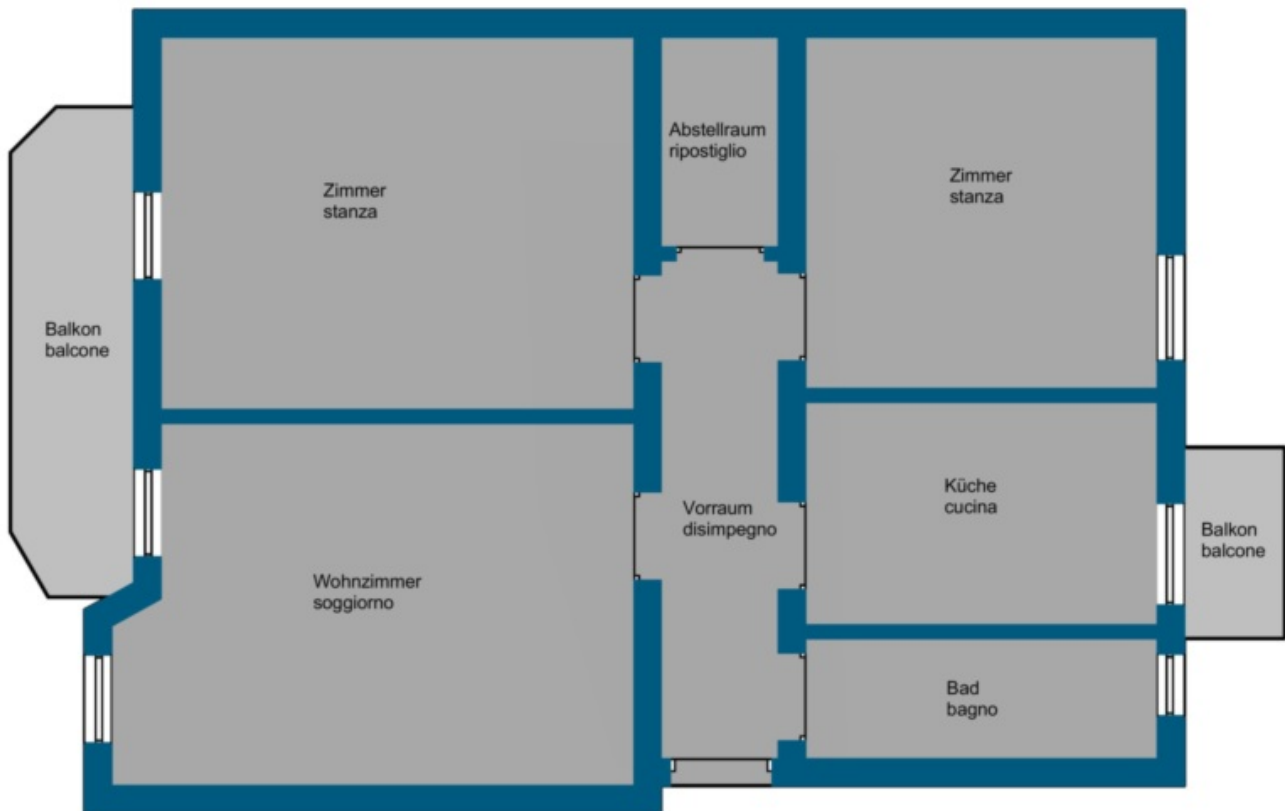 Abstellraum
ripostiglio
Zimmer
stanza
Zimmer
stanza
Balkon
balcone
Küche
cucina
Vorraum
disimpegno
Balkon
balcone
Wohnzimmer
soggiorno
Bad
bagno